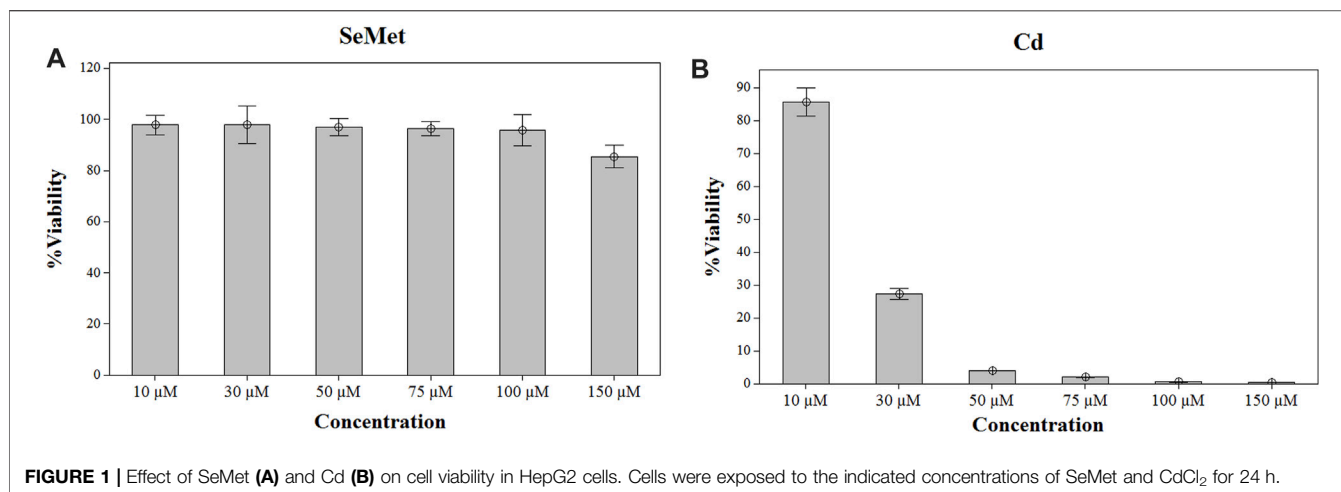 SeMet
A
120
100
80
60
40
20
0
%Viability
10 µM 30 µM 50 µM 75 µM 100 µM 150 µM
Concentration
Cd
B
90
80
70
60
50
40
30
20
10
0
%Viability
10 µM 30 µM 50 µM 75 µM 100 µM 150 µM
Concentration
FIGURE 1 | Effect of SeMet (A) and Cd (B) on cell viability in HepG2 cells. Cells were exposed to the indicated concentrations of SeMet and CdCl₂ for 24 h.